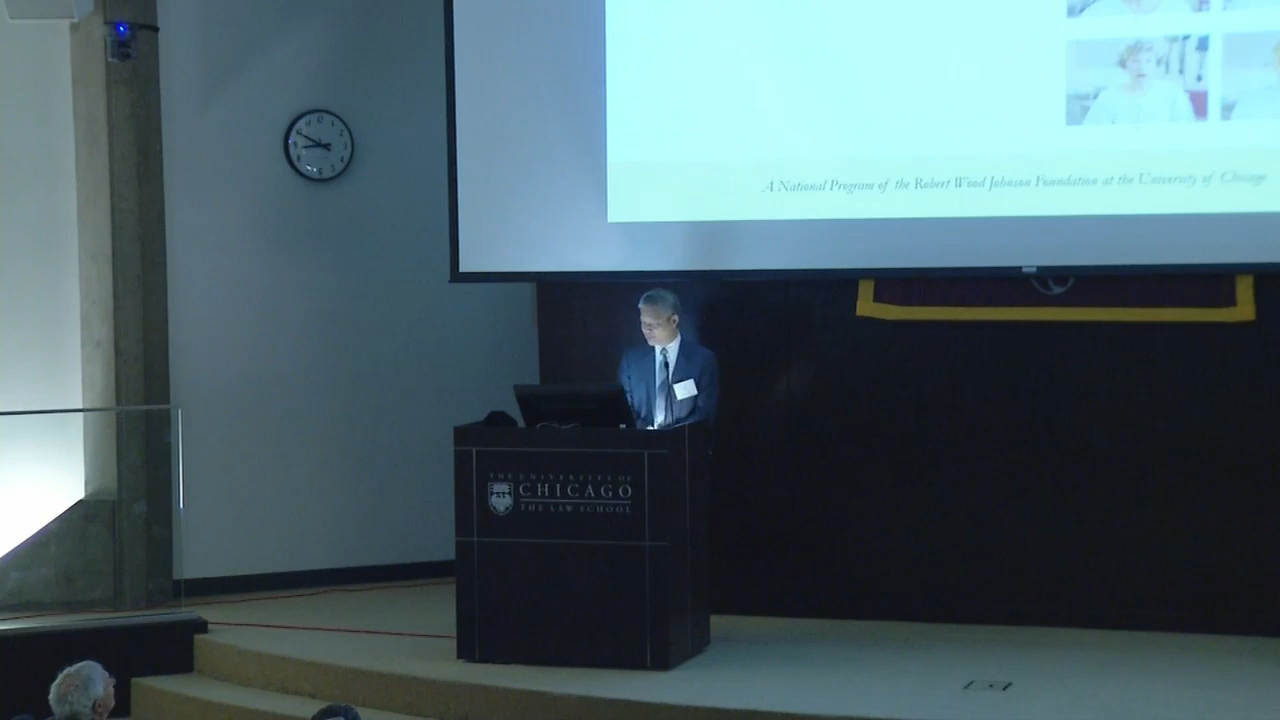 A National Program of the Robert Wood Johnson Foundation at the University of Chicago
THE UNIVERSITY OF
CHICAGO
THE LAW SCHOOL